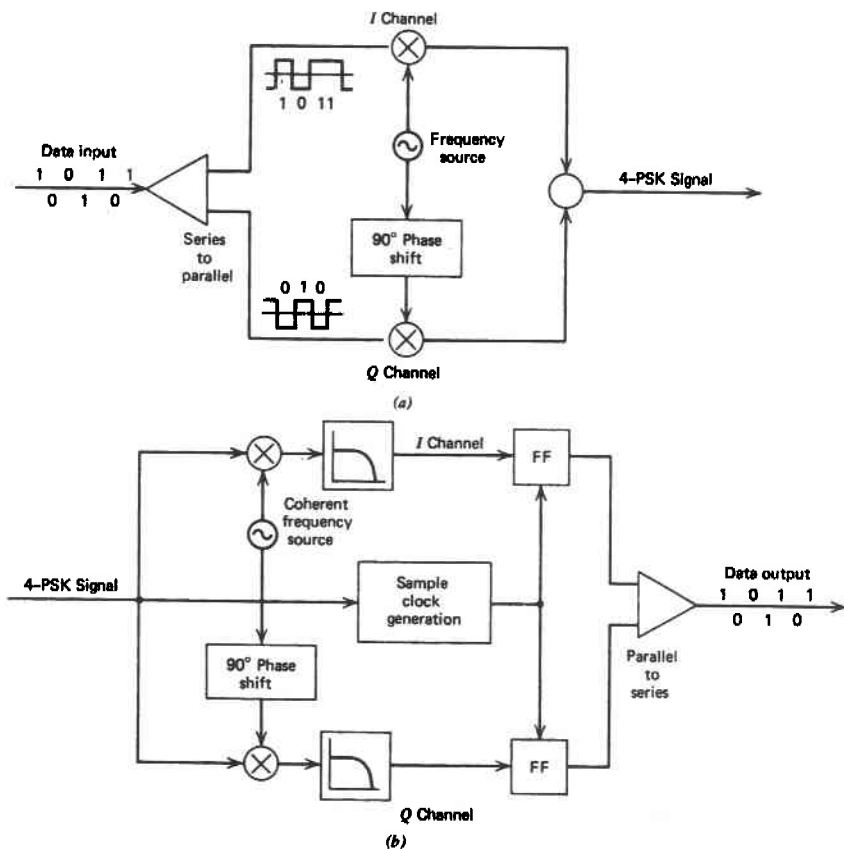 I Channel
1 0 11
Data input
1 0 1 1
0 1 0
Frequency
source
4-PSK Signal
Series
to
parallel
90° Phase
shift
0 1 0
Q Channel
(a)
I Channel
FF
Coherent
frequency
source
4-PSK Signal
Sample
clock
generation
Data output
1 0 1 1
0 1 0
90° Phase
shift
Parallel
to
series
FF
Q Channel
(b)